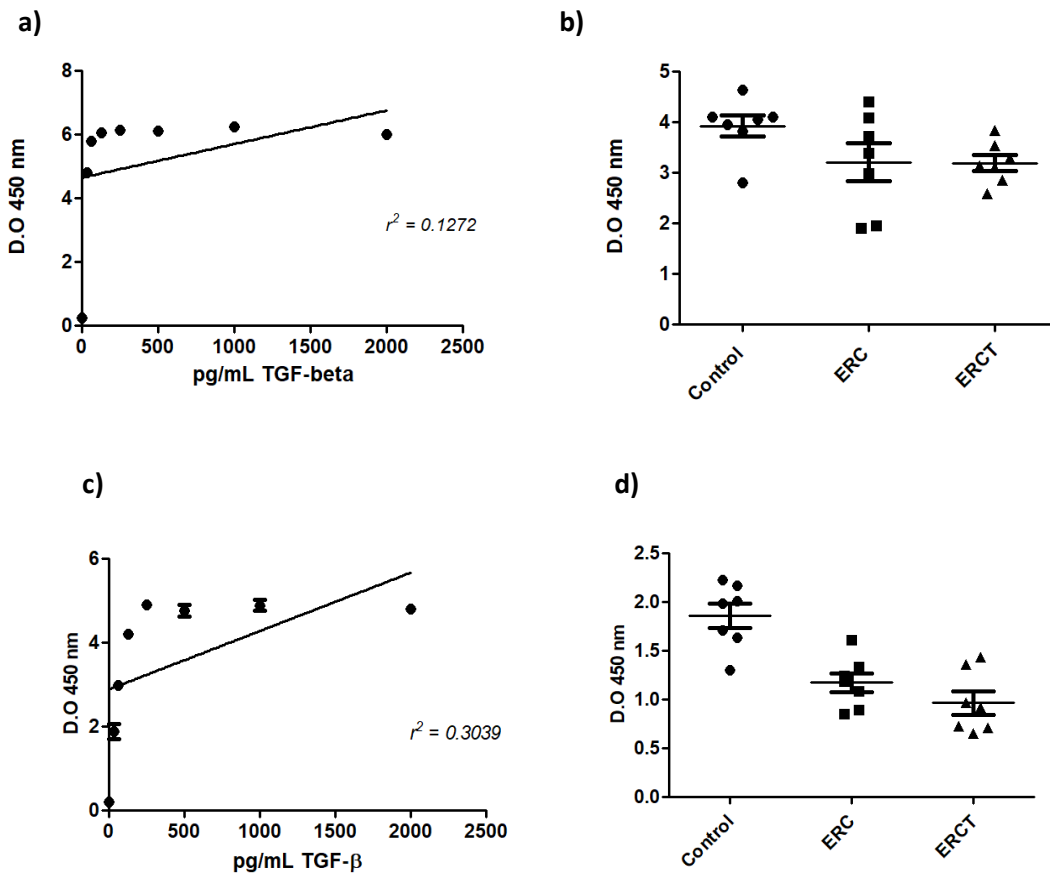 a)
8
6
4
2
0
D.O 450 nm
r² = 0.1272
0 500 1000 1500 2000 2500
pg/mL TGF-beta
b)
5
4
3
2
1
0
D.O 450 nm
Control ERC ERCT
c)
6
4
2
0
D.O 450 nm
r² = 0.3039
0 500 1000 1500 2000 2500
pg/mL TGF-β
d)
2.5
2.0
1.5
1.0
0.5
0.0
D.O 450 nm
Control ERC ERCT